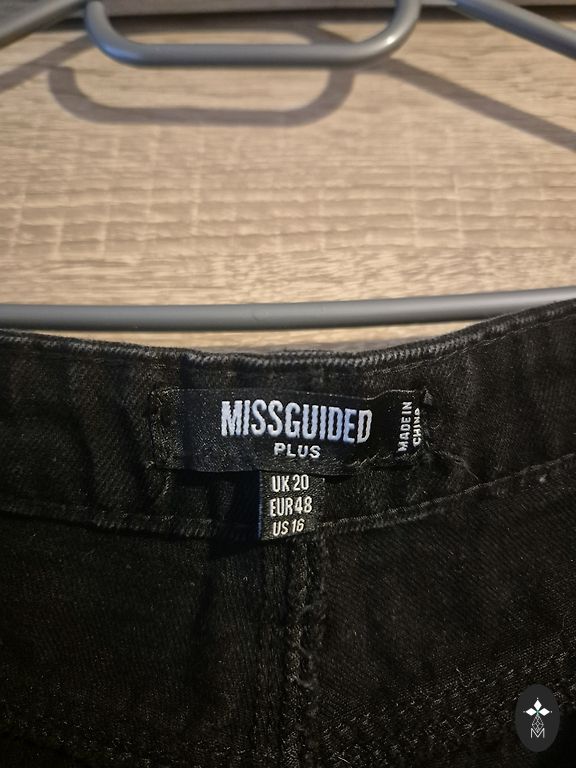 MISSGUIDED
PLUS
MADE IN
CHINA
UK 20
EUR 48
US 16
M